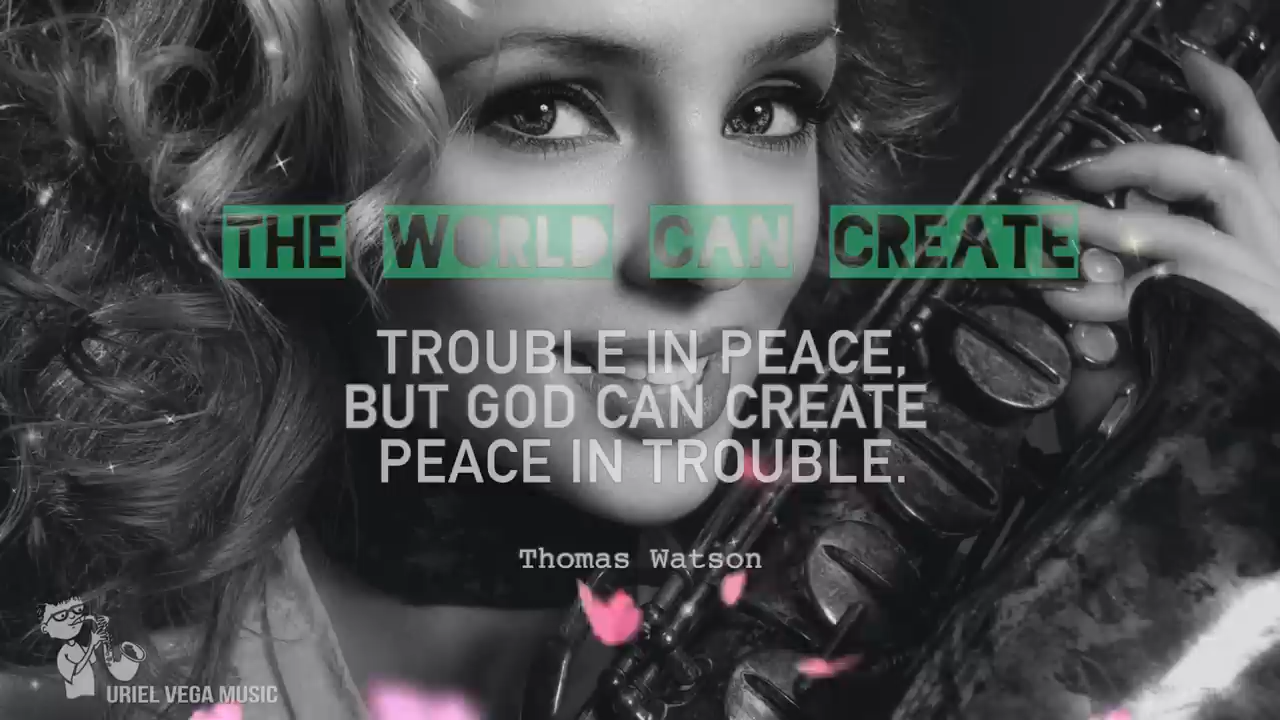 THE WORLD CAN CREATE
TROUBLE IN PEACE,
BUT GOD CAN CREATE
PEACE IN TROUBLE.
Thomas Watson
URIEL VEGA MUSIC